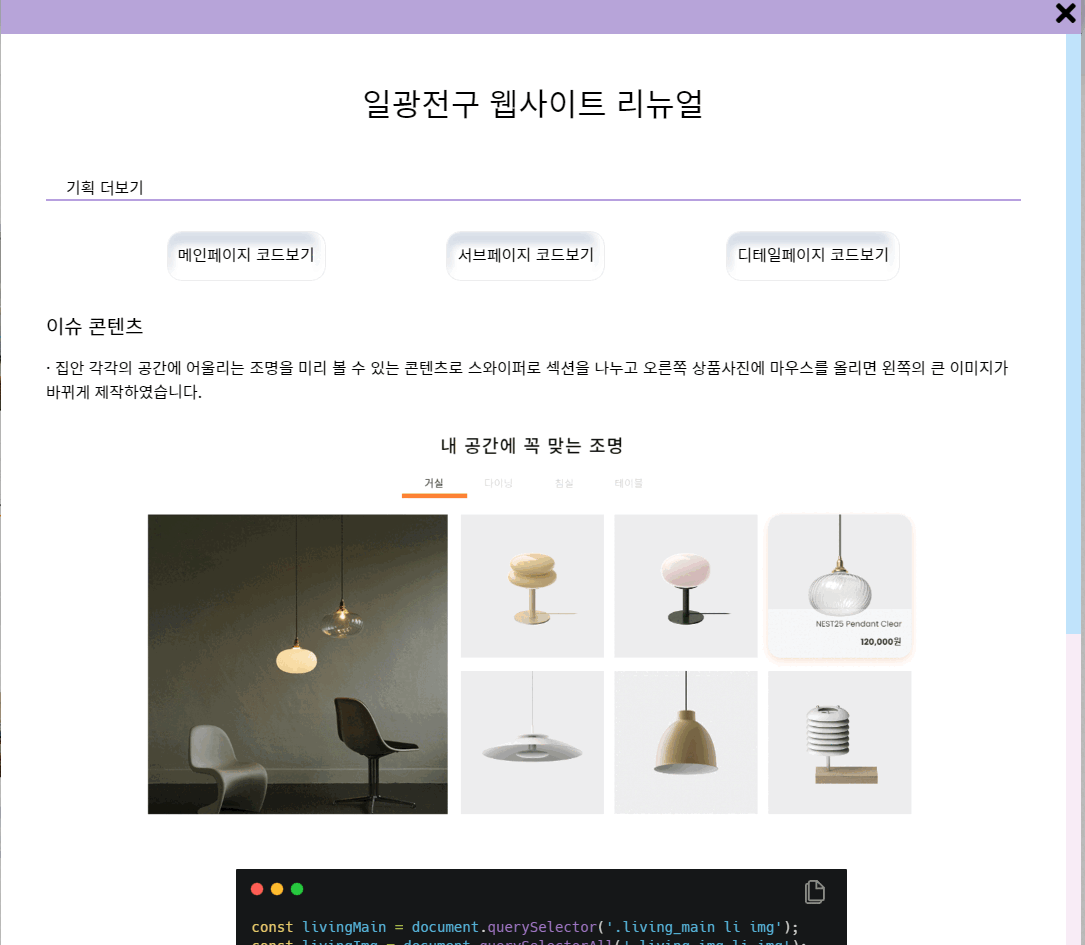 일광전구 웹사이트 리뉴얼
기획 더보기
메인페이지 코드보기
서브페이지 코드보기
디테일페이지 코드보기
이슈 콘텐츠
· 집안 각각의 공간에 어울리는 조명을 미리 볼 수 있는 콘텐츠로 스와이퍼로 섹션을 나누고 오른쪽 상품사진에 마우스를 올리면 왼쪽의 큰 이미지가
바뀌게 제작하였습니다.
내 공간에 꼭 맞는 조명
거실 다이닝 침실 테이블
NEST25 Pendant Clear
120,000원
const livingMain = document.querySelector('.living_main li img');
const livingImg = document.querySelectorAll('.living_img li img');